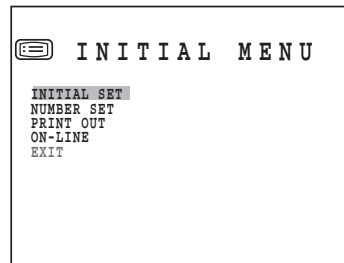 INITIAL MENU
INITIAL SET
NUMBER SET
PRINT OUT
ON-LINE
EXIT